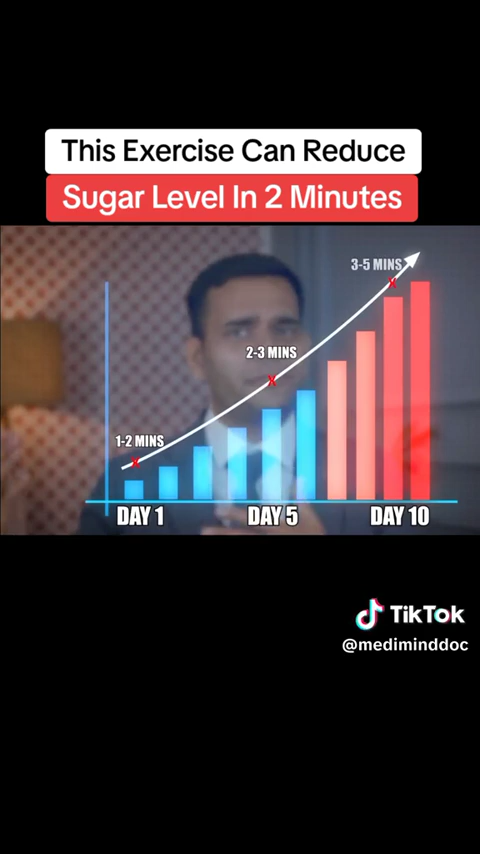 This Exercise Can Reduce
Sugar Level In 2 Minutes
3-5 MINS
2-3 MINS
1-2 MINS
DAY 1 DAY 5 DAY 10
TikTok
@mediminddoc